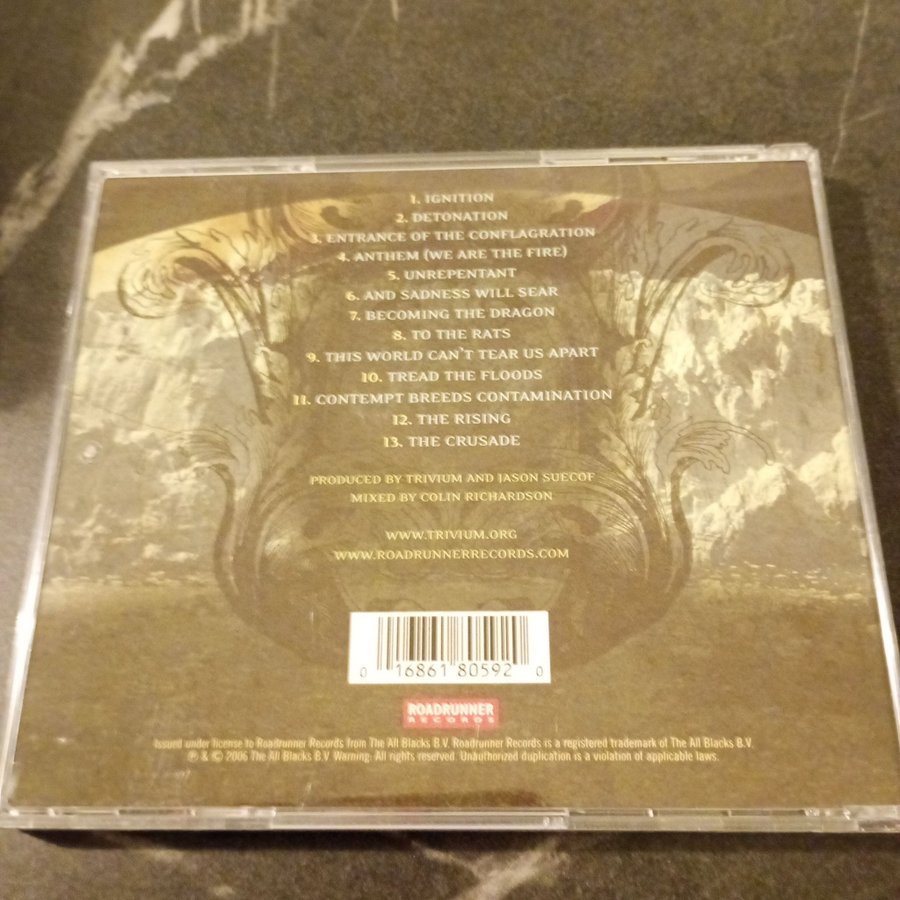 1. IGNITION
2. DETONATION
3. ENTRANCE OF THE CONFLAGRATION
4. ANTHEM (WE ARE THE FIRE)
5. UNREPENTANT
6. AND SADNESS WILL SEAR
7. BECOMING THE DRAGON
8. TO THE RATS
9. THIS WORLD CAN'T TEAR US APART
10. TREAD THE FLOODS
11. CONTEMPT BREEDS CONTAMINATION
12. THE RISING
13. THE CRUSADE
PRODUCED BY TRIVIUM AND JASON SUECOF
MIXED BY COLIN RICHARDSON
WWW.TRIVIUM.ORG
WWW.ROADRUNNERRECORDS.COM
0 16861 80592 0
ROADRUNNER
RECORDS
Issued under license to Roadrunner Records from The All Blacks B.V. Roadrunner Records is a registered trademark of The All Blacks B.V.
℗ & © 2006 The All Blacks B.V. Warning: All rights reserved. Unauthorized duplication is a violation of applicable laws.